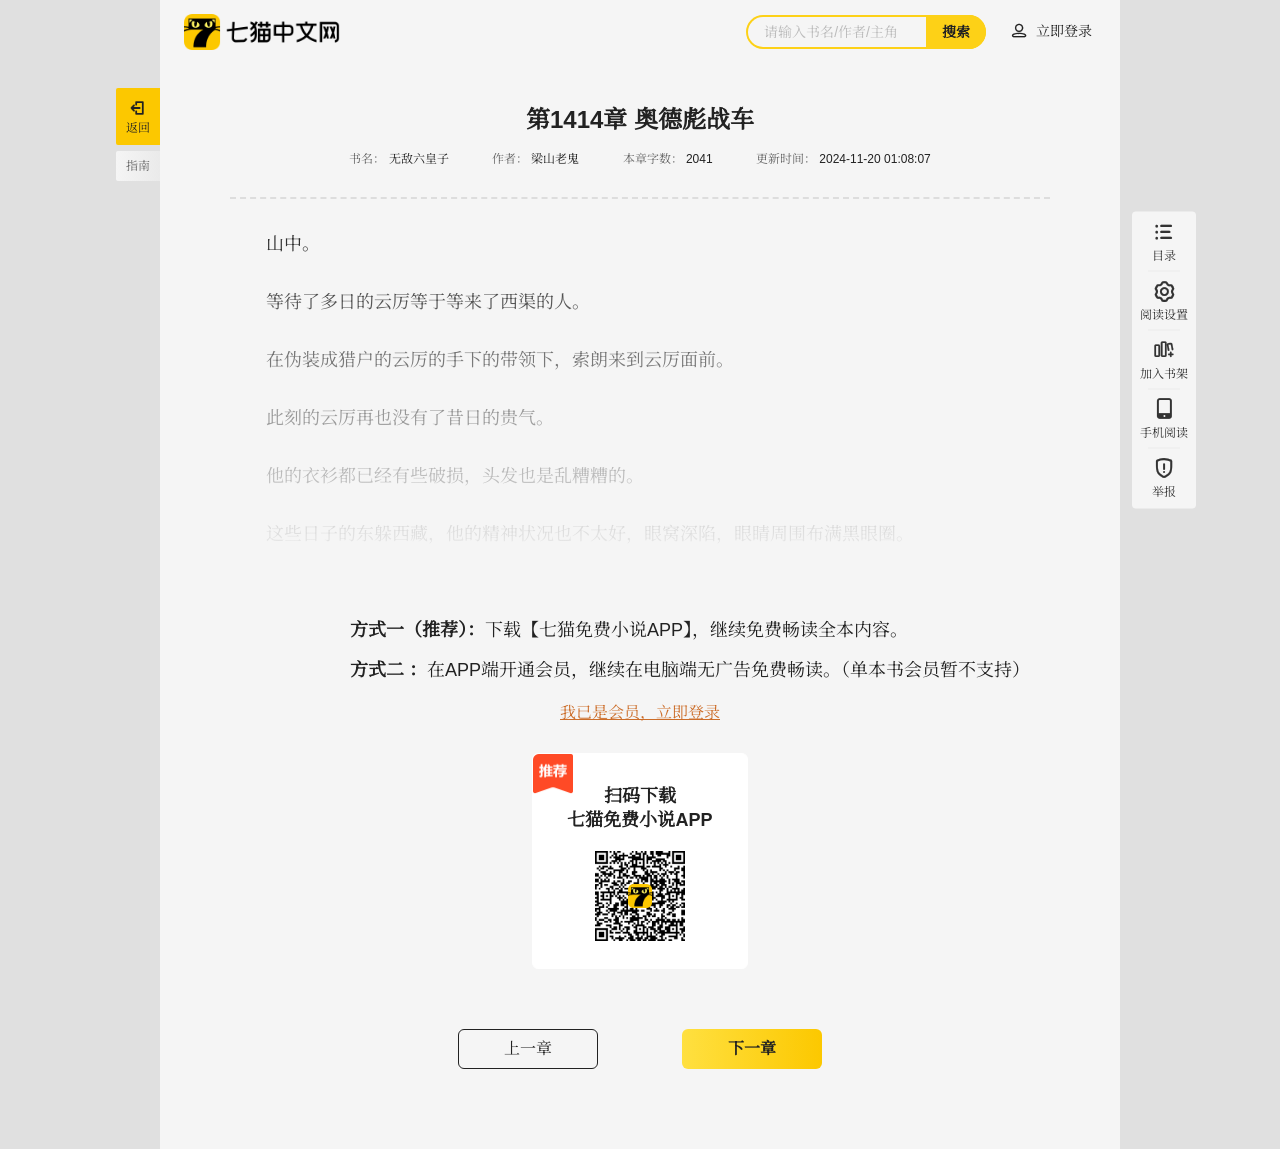 七猫中文网
请输入书名/作者/主角
搜索
立即登录
返回
指南
第1414章 奥德彪战车
书名： 无敌六皇子 作者： 梁山老鬼 本章字数： 2041 更新时间： 2024-11-20 01:08:07
山中。
等待了多日的云厉等于等来了西渠的人。
在伪装成猎户的云厉的手下的带领下，索朗来到云厉面前。
此刻的云厉再也没有了昔日的贵气。
他的衣衫都已经有些破损，头发也是乱糟糟的。
这些日子的东躲西藏，他的精神状况也不太好，眼窝深陷，眼睛周围布满黑眼圈。
目录
阅读设置
加入书架
手机阅读
举报
方式一（推荐）：下载【七猫免费小说APP】，继续免费畅读全本内容。
方式二 ：在APP端开通会员，继续在电脑端无广告免费畅读。（单本书会员暂不支持）
我已是会员，立即登录
推荐
扫码下载
七猫免费小说APP
上一章
下一章